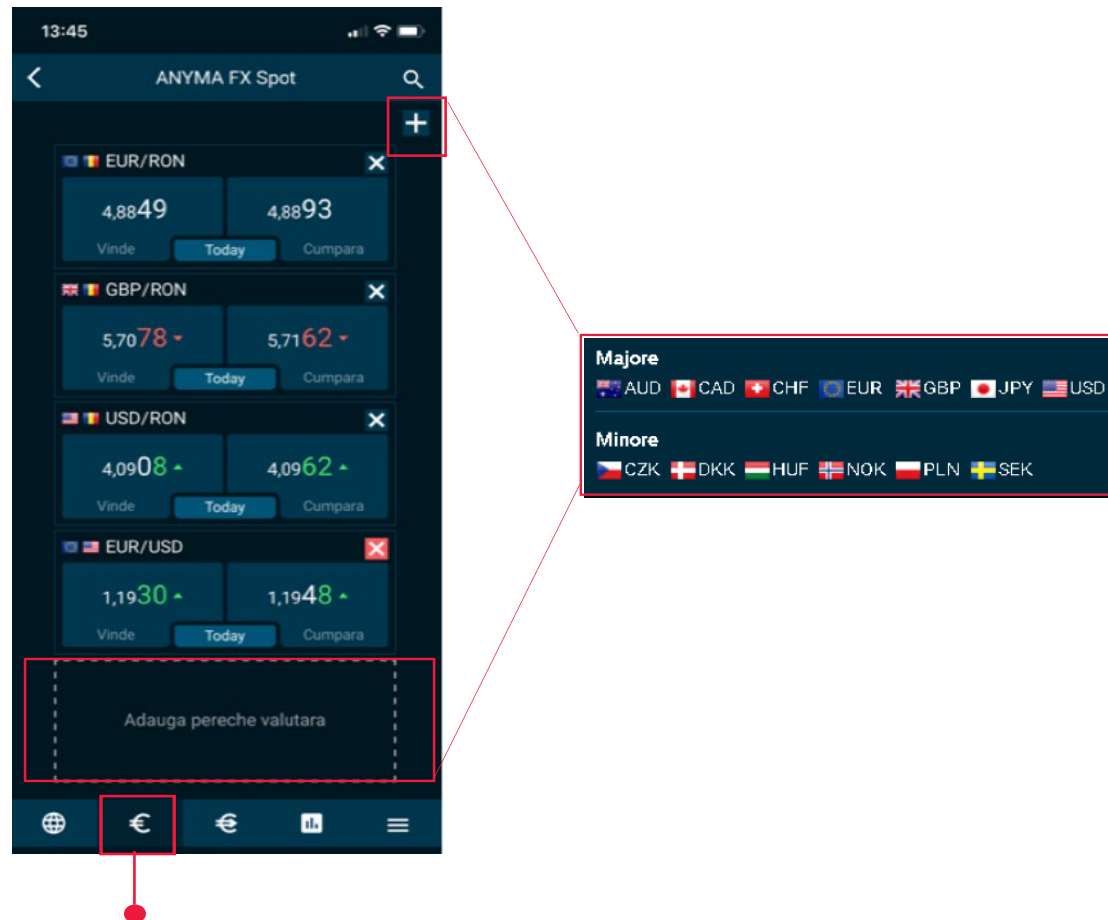 13:45
ANYMA FX Spot
EUR/RON
4,8849 4,8893
Vinde Today Cumpara
GBP/RON
5,7078 5,7162
Vinde Today Cumpara
USD/RON
4,0908 4,0962
Vinde Today Cumpara
EUR/USD
1,1930 1,1948
Vinde Today Cumpara
Adauga pereche valutara
Majore
AUD CAD CHF EUR GBP JPY USD
Minore
CZK DKK HUF NOK PLN SEK